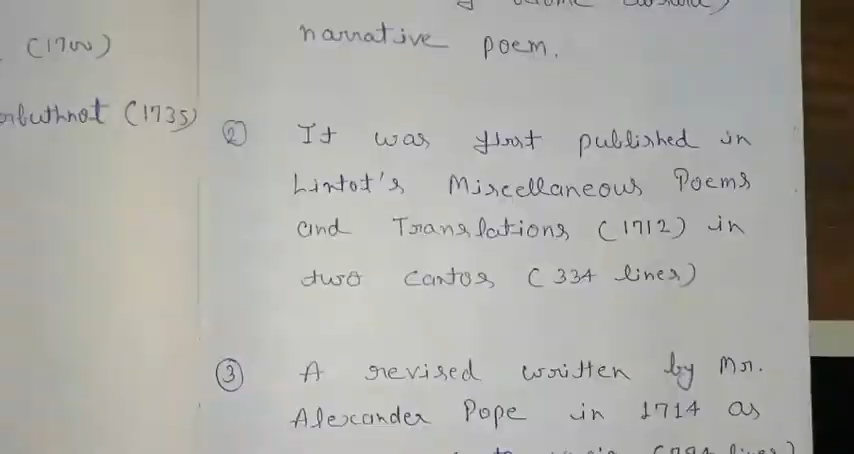 narrative poem.
(1700)
(1735)
② It was first published in
Lintot's Miscellaneous Poems
and Translations (1712) in
two cantos (334 lines)
③ A revised written by Mr.
Alexander Pope in 1714 as